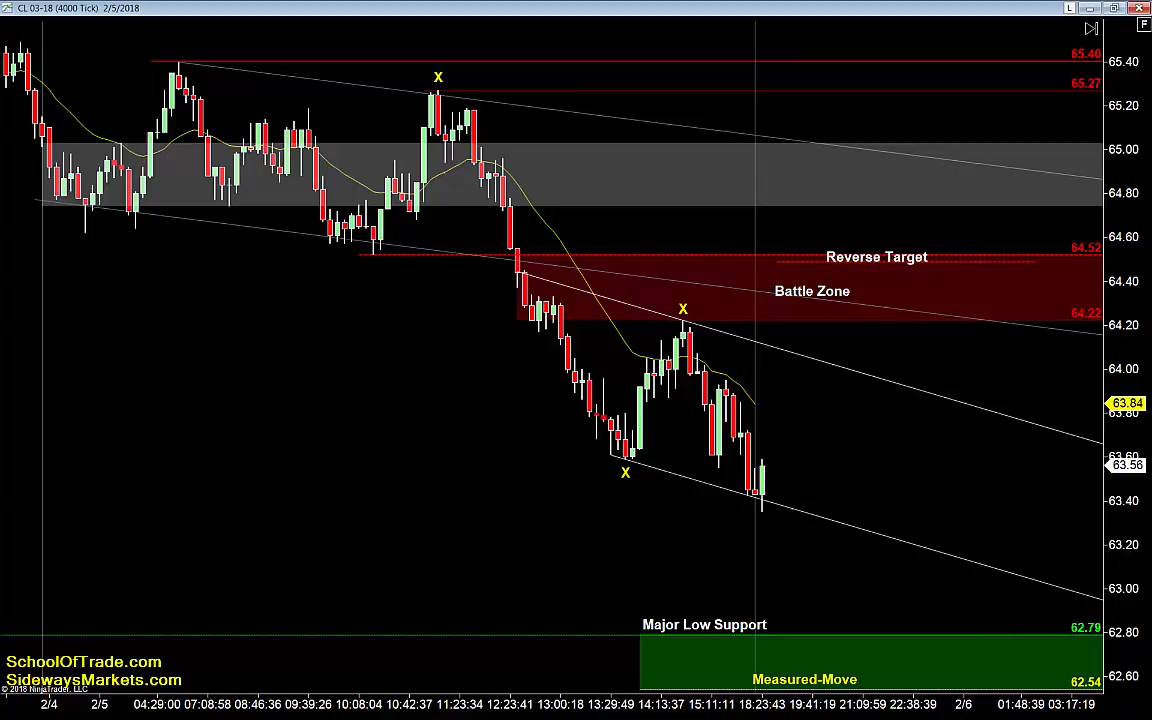 CL 03-18 (4000 Tick) 2/5/2018
L
F
65.40
65.27
65.40
65.20
65.00
64.80
64.60
64.40
64.20
64.00
63.84
63.80
63.60
63.56
63.40
63.20
63.00
62.80
62.60
X
64.52
Reverse Target
Battle Zone
X
64.22
X
Major Low Support
62.79
SchoolOfTrade.com
SidewaysMarkets.com
Measured-Move
62.54
© 2018 NinjaTrader, LLC
2/4 2/5 04:29:00 07:08:58 08:46:36 09:39:26 10:08:04 10:42:37 11:23:34 12:23:41 13:00:18 13:29:49 14:13:37 15:11:11 18:23:43 19:41:19 21:09:59 22:38:39 2/6 01:48:39 03:17:19